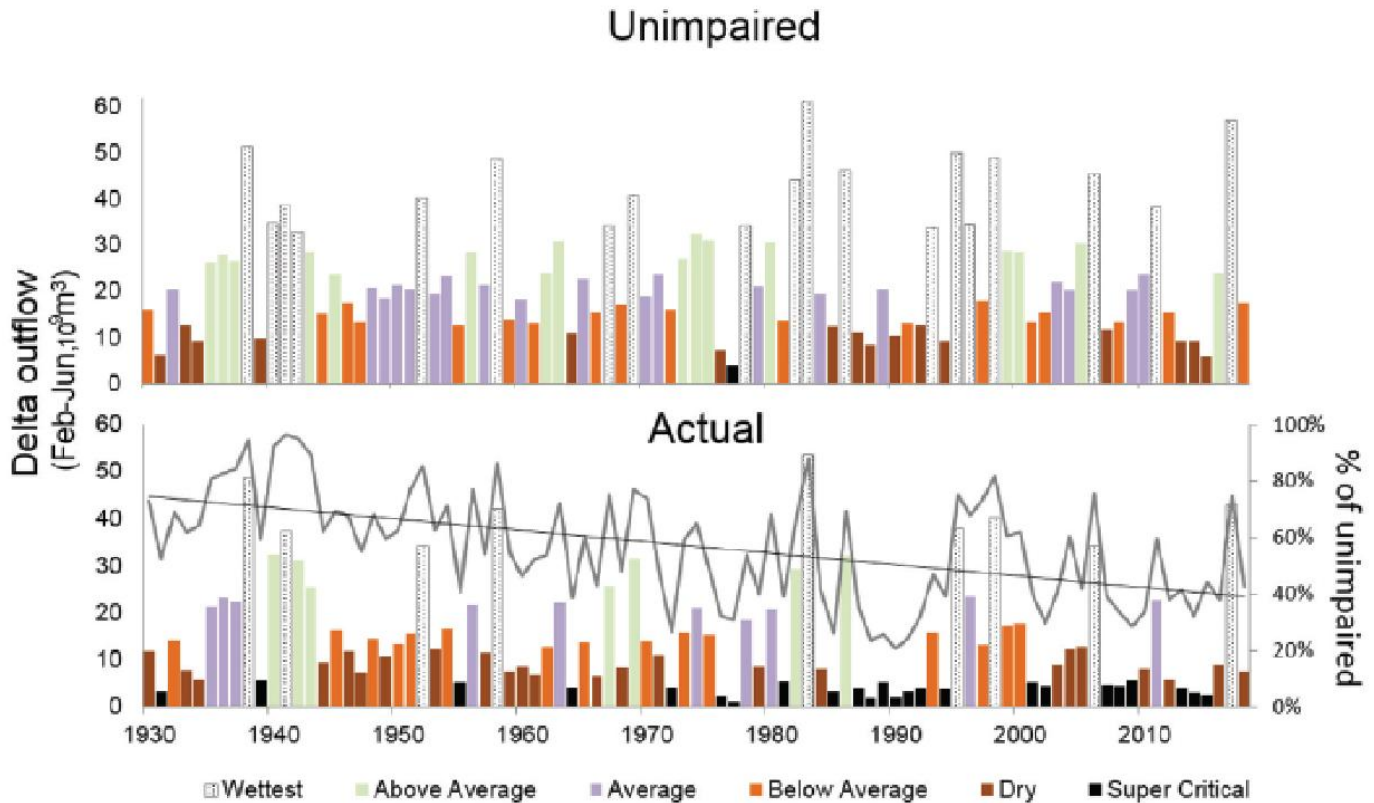 Unimpaired
60
50
40
30
20
10
0
Delta outflow
(Feb-Jun,10⁹m3)
Actual
60
50
40
30
20
10
0
100%
80%
60%
40%
20%
0%
% of unimpaired
1930 1940 1950 1960 1970 1980 1990 2000 2010
Wettest Above Average Average Below Average Dry Super Critical